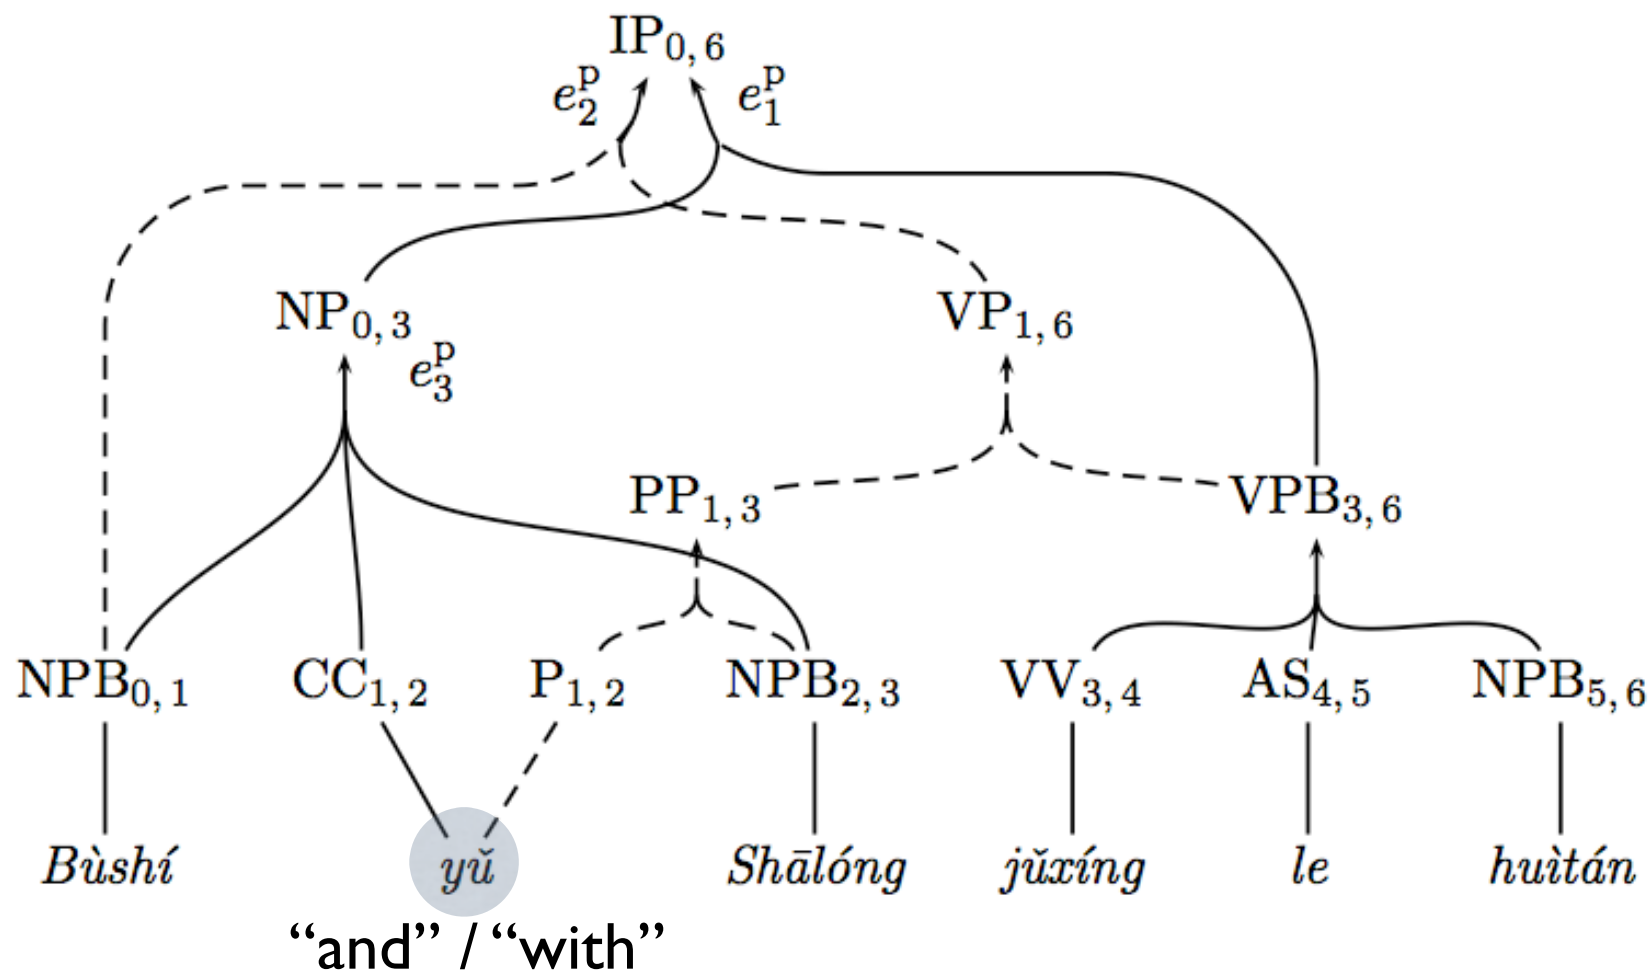 IP0, 6
e2p e1p
NP0, 3 VP1, 6
e3p
PP1, 3 VPB3, 6
NPB0, 1 CC1, 2 P1, 2 NPB2, 3 VV3, 4 AS4, 5 NPB5, 6
Bùshí yǔ Shālóng jǔxíng le huìtán
“and” / “with”